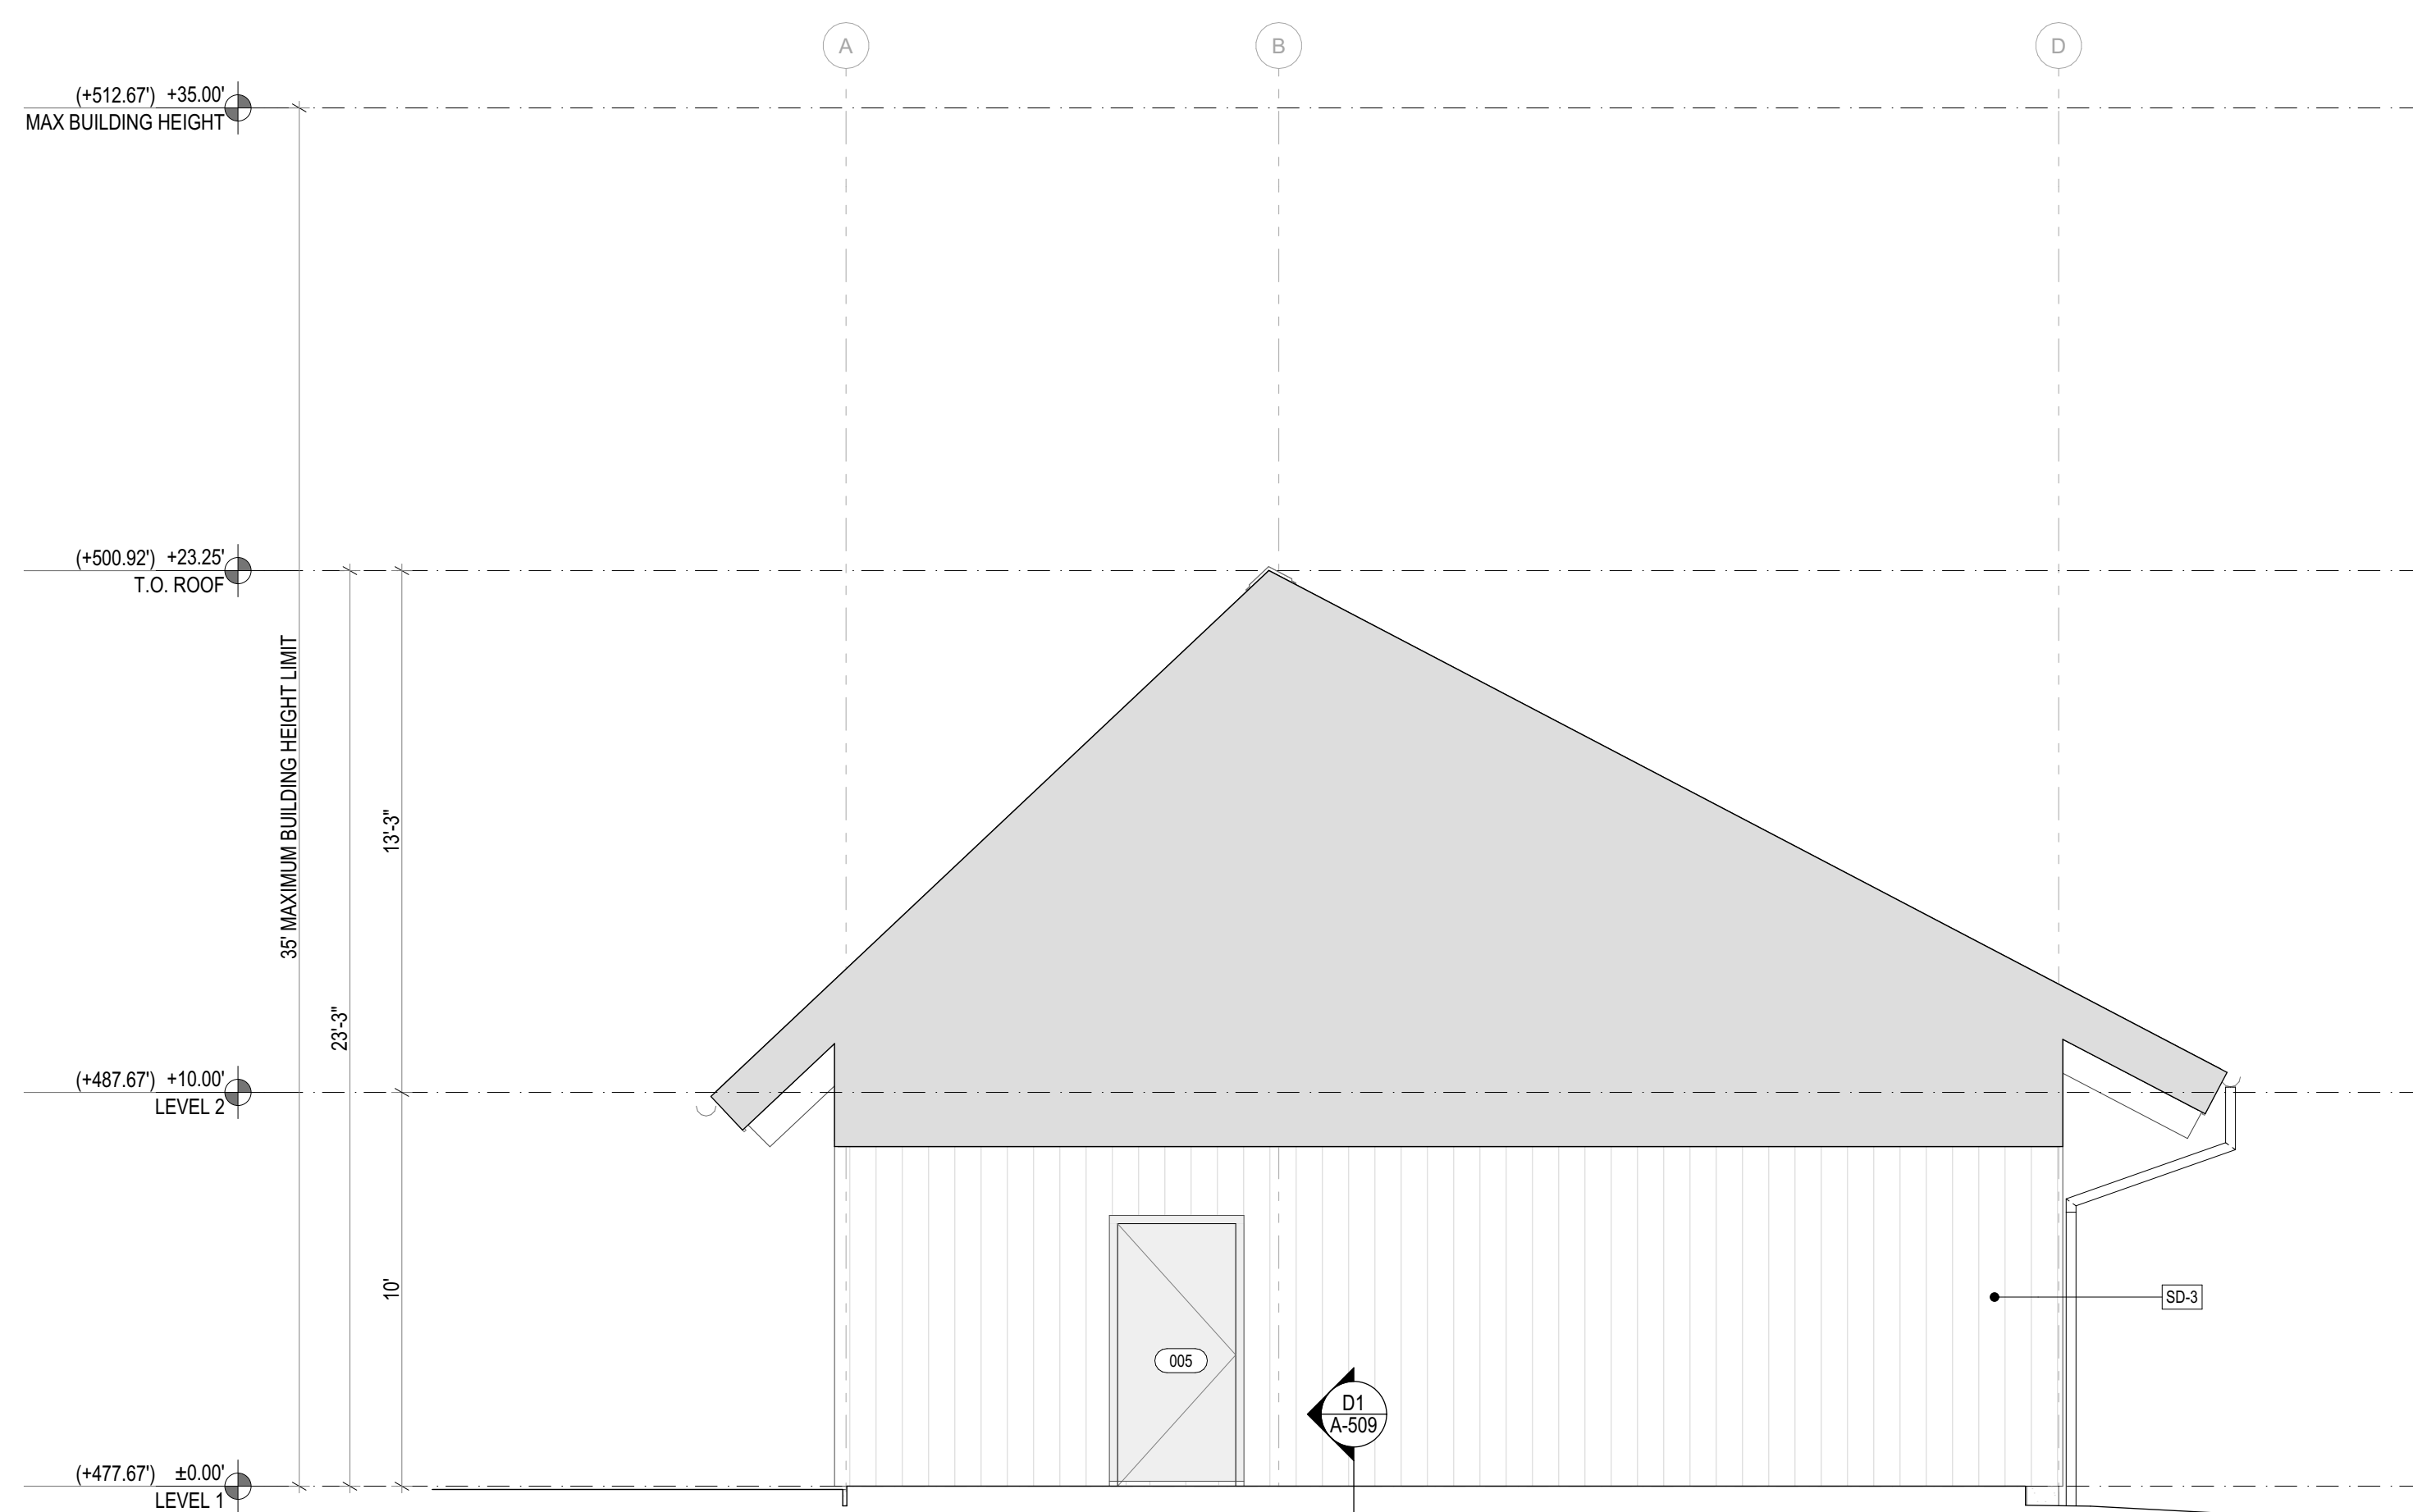 A
B
D
(+512.67') +35.00'
MAX BUILDING HEIGHT
(+500.92') +23.25'
T.O. ROOF
35' MAXIMUM BUILDING HEIGHT LIMIT
13'-3"
23'-3"
(+487.67') +10.00'
LEVEL 2
10'
SD-3
005
D1
A-509
(+477.67') ±0.00'
LEVEL 1